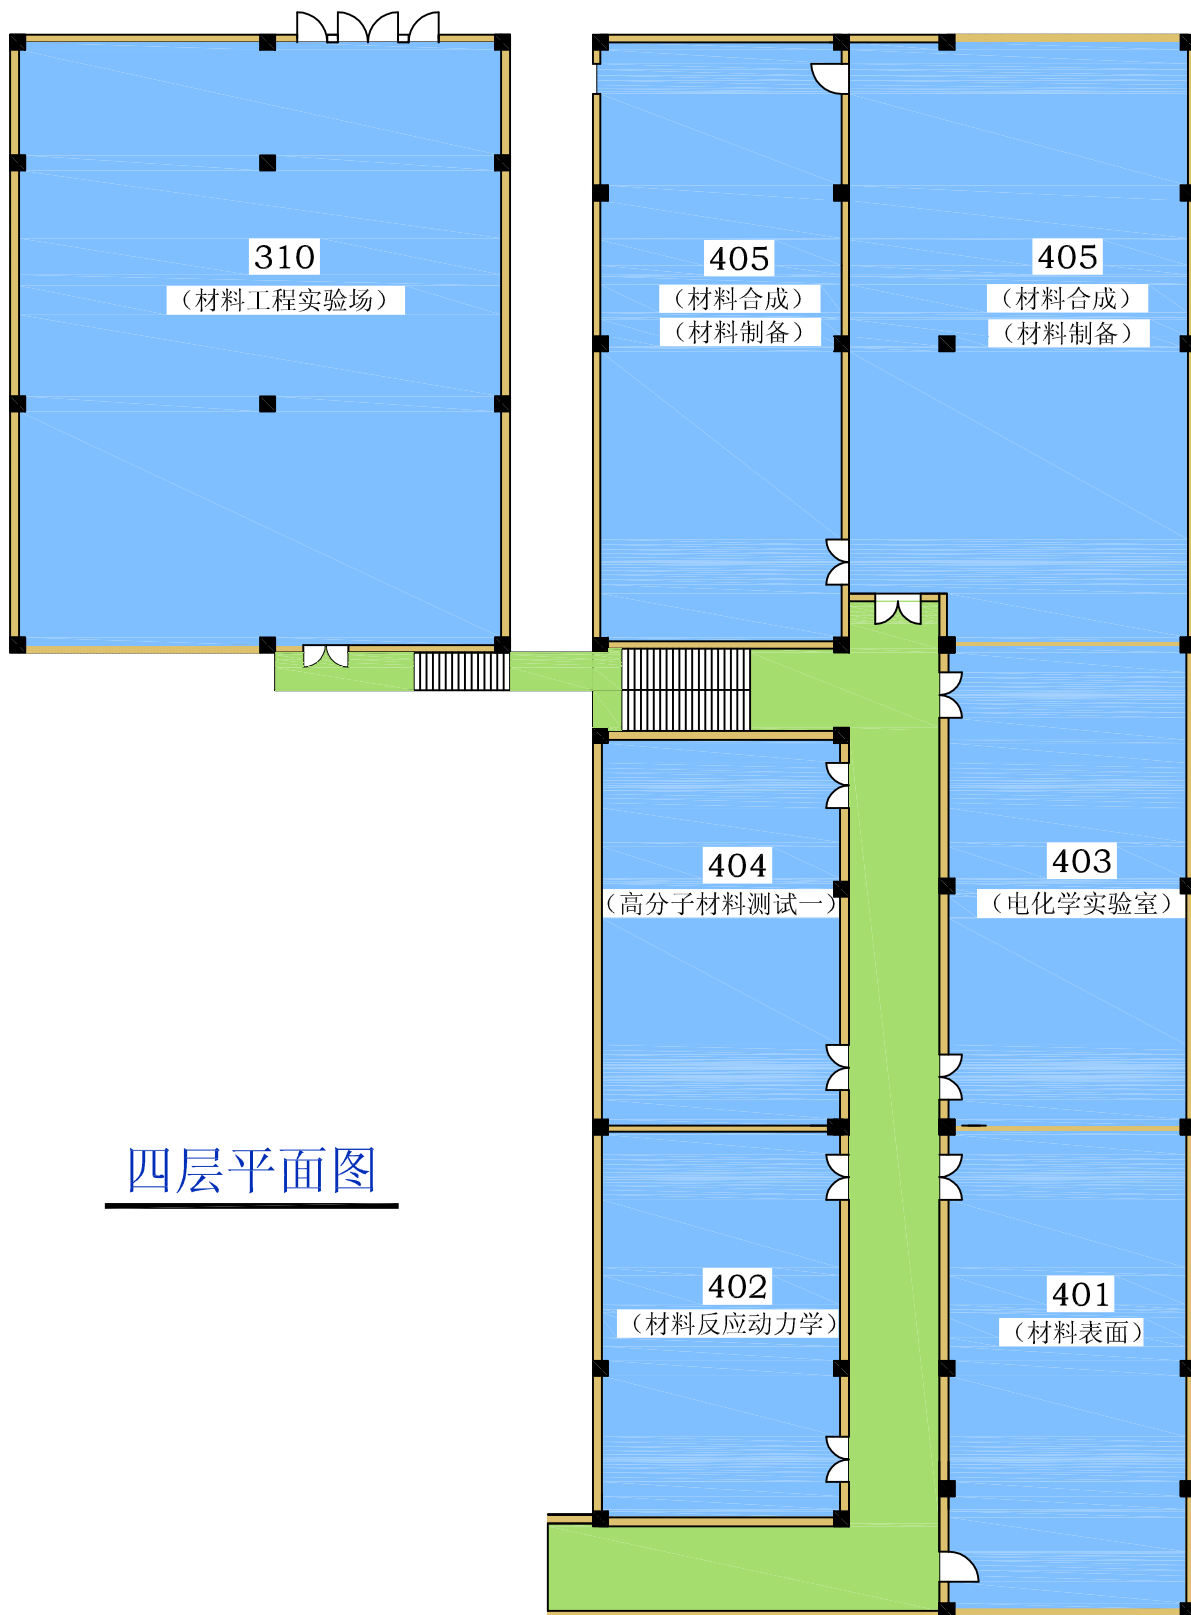 310
（材料工程实验场）
405
（材料合成）
（材料制备）
405
（材料合成）
（材料制备）
404
（高分子材料测试一）
403
（电化学实验室）
四层平面图
402
（材料反应动力学）
401
（材料表面）